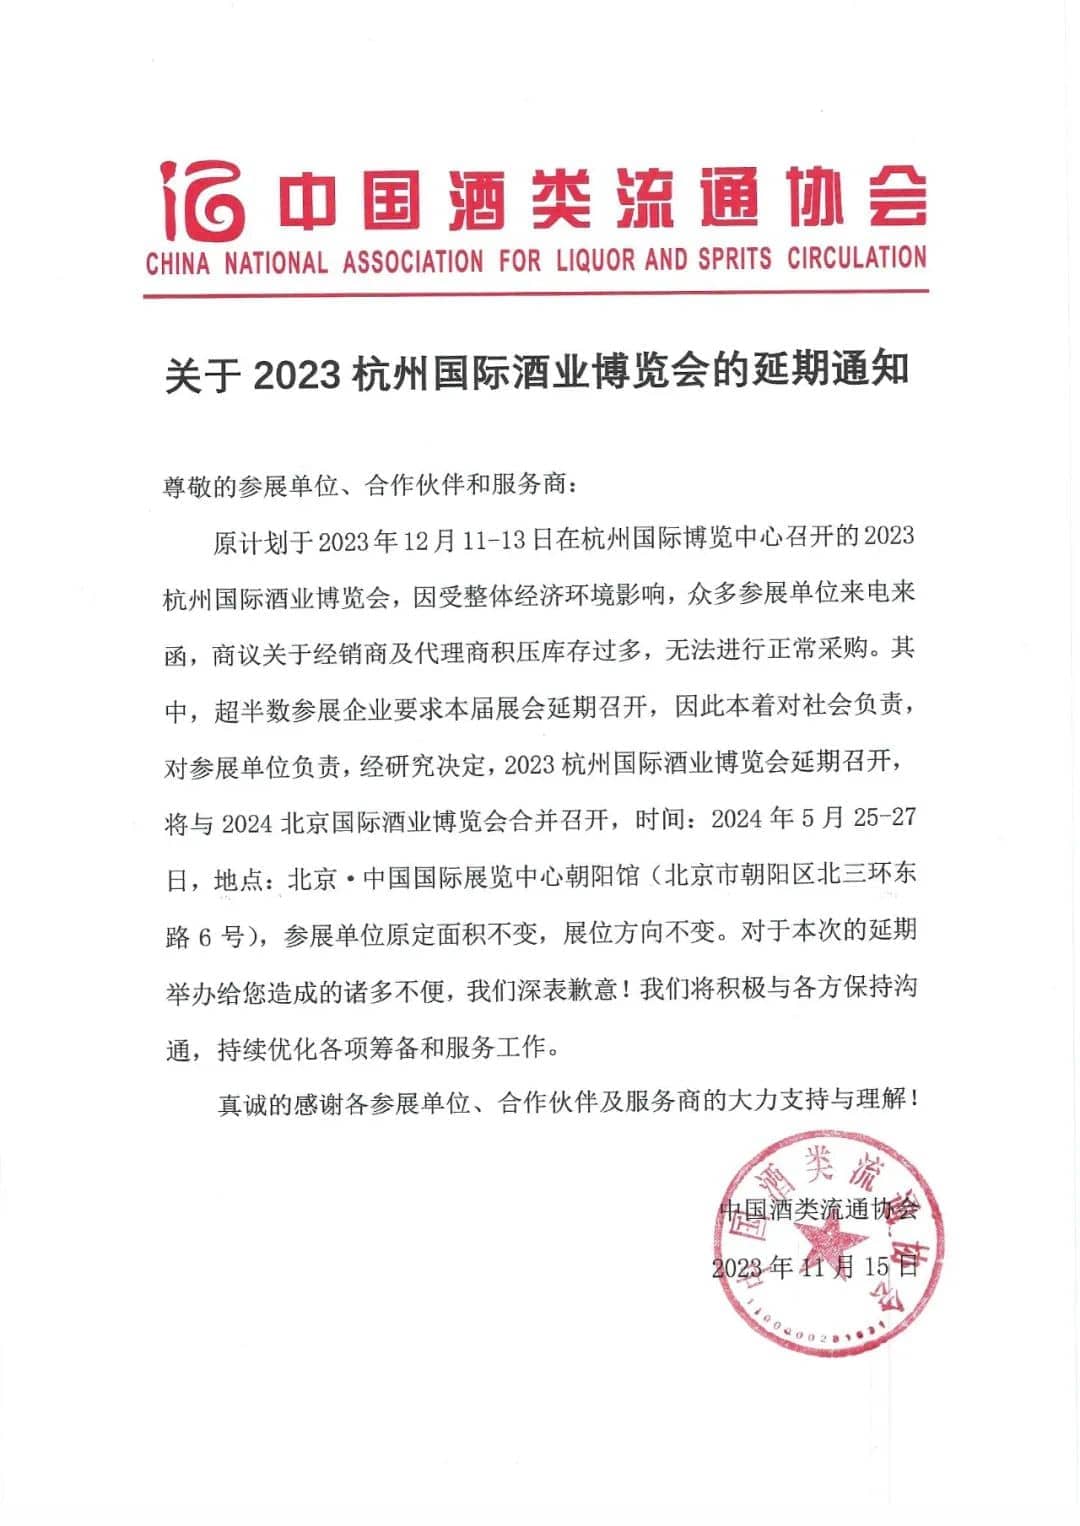 中国酒类流通协会
CHINA NATIONAL ASSOCIATION FOR LIQUOR AND SPRITS CIRCULATION
关于 2023 杭州国际酒业博览会的延期通知
尊敬的参展单位、合作伙伴和服务商：
原计划于2023年12月11-13日在杭州国际博览中心召开的2023
杭州国际酒业博览会，因受整体经济环境影响，众多参展单位来电来
函，商议关于经销商及代理商积压库存过多，无法进行正常采购。其
中，超半数参展企业要求本届展会延期召开，因此本着对社会负责，
对参展单位负责，经研究决定，2023 杭州国际酒业博览会延期召开，
将与 2024 北京国际酒业博览会合并召开，时间：2024 年 5 月 25-27
日，地点：北京·中国国际展览中心朝阳馆（北京市朝阳区北三环东
路 6 号），参展单位原定面积不变，展位方向不变。对于本次的延期
举办给您造成的诸多不便，我们深表歉意！我们将积极与各方保持沟
通，持续优化各项筹备和服务工作。
真诚的感谢各参展单位、合作伙伴及服务商的大力支持与理解！
中国酒类流通协会
2023 年 11 月 15 日
中国酒类流通协会